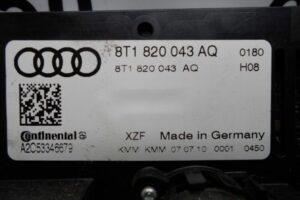 8T1 820 043 AQ 0180
8T1 820 043 AQ H08
Continental
XZF Made in Germany
A2C53346679
KMM KMM 07.07.10 0001 0450